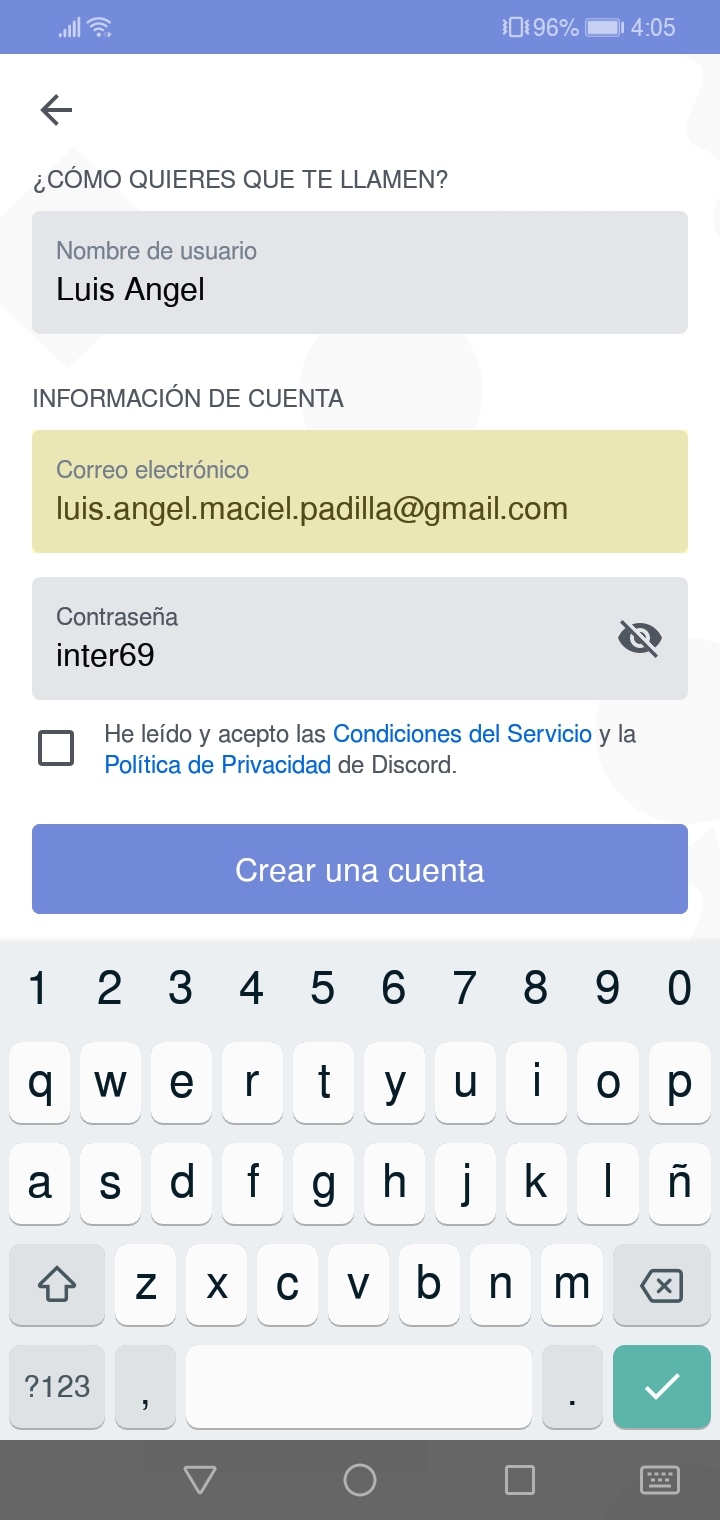 96% 4:05
¿CÓMO QUIERES QUE TE LLAMEN?
Nombre de usuario
Luis Angel
INFORMACIÓN DE CUENTA
Correo electrónico
luis.angel.maciel.padilla@gmail.com
Contraseña
inter69
He leído y acepto las Condiciones del Servicio y la
Política de Privacidad de Discord.
Crear una cuenta
1 2 3 4 5 6 7 8 9 0
q w e r t y u i o p
a s d f g h j k l ñ
z x c v b n m
?123 , .